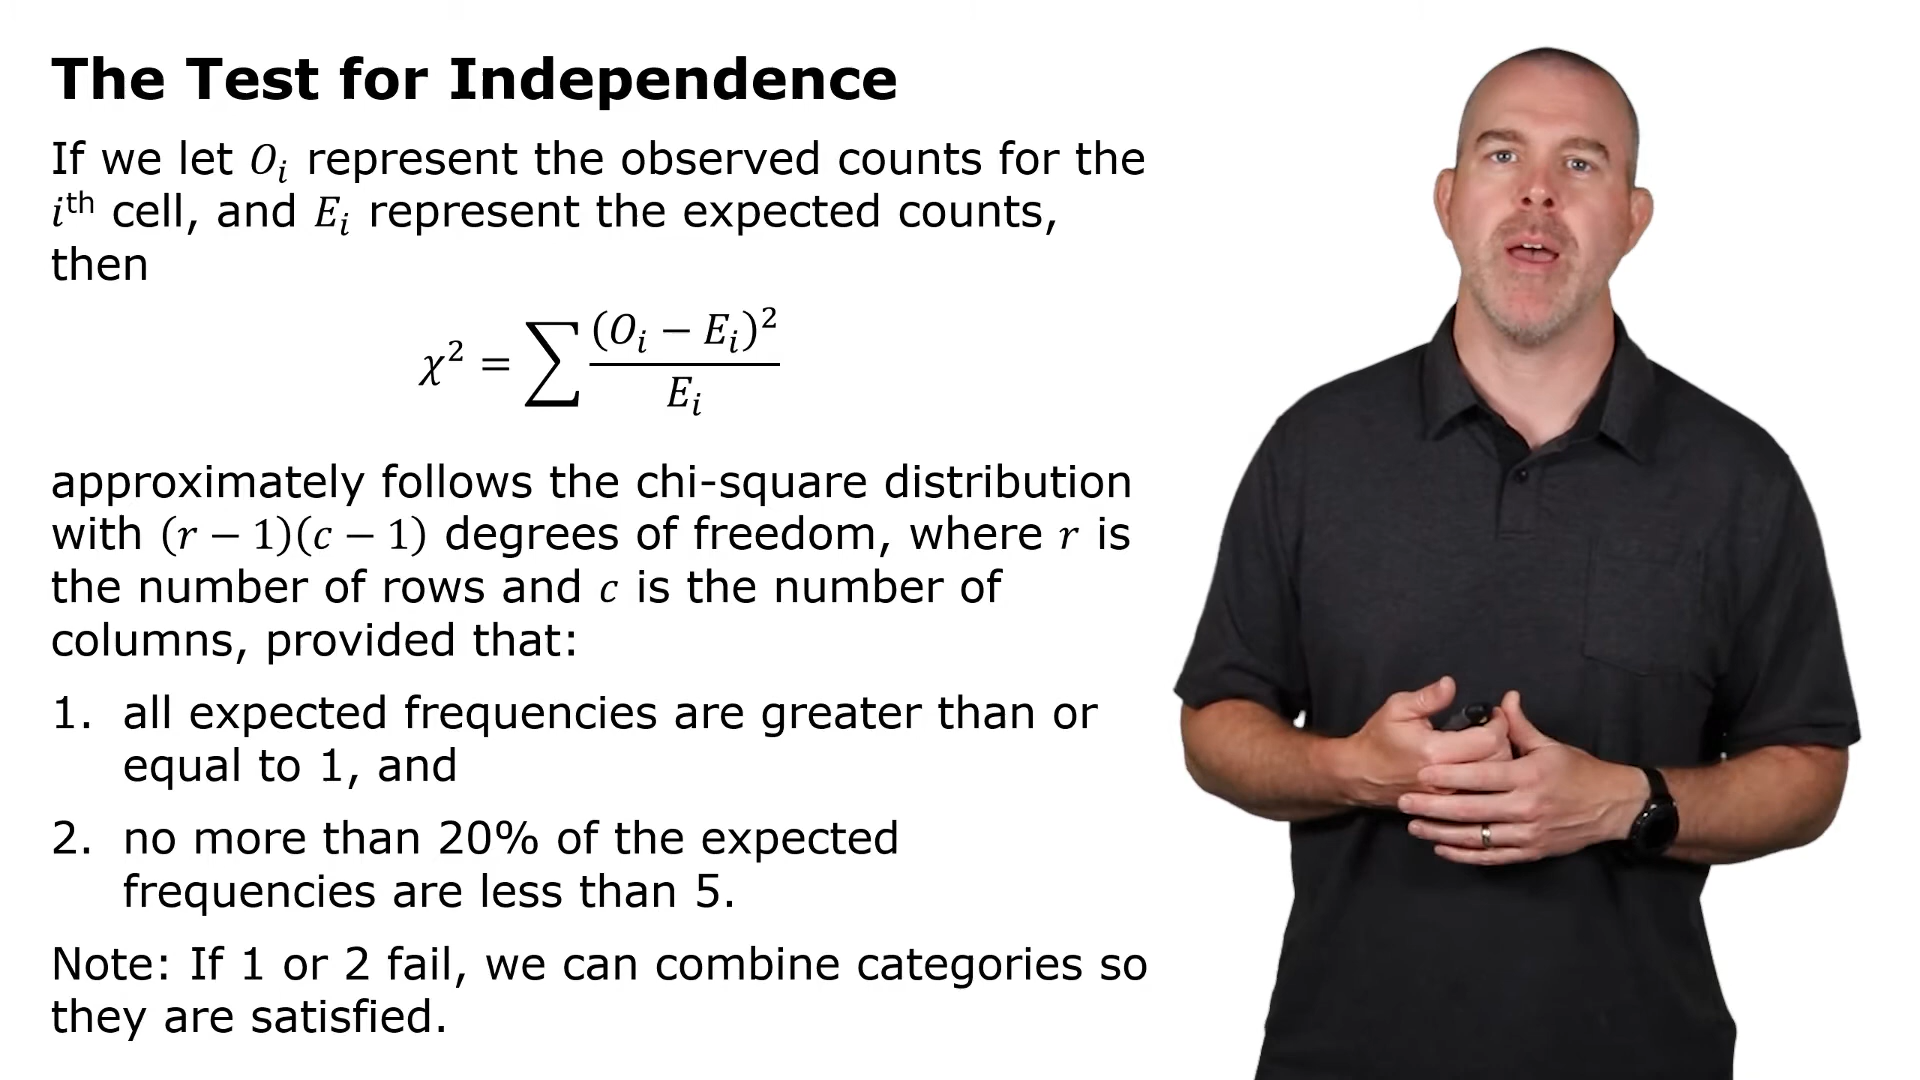 The Test for Independence
If we let Oᵢ represent the observed counts for the
iᵗʰ cell, and Eᵢ represent the expected counts,
then
χ² = ∑ (Oᵢ − Eᵢ)² / Eᵢ
approximately follows the chi-square distribution
with (r − 1)(c − 1) degrees of freedom, where r is
the number of rows and c is the number of
columns, provided that:
1. all expected frequencies are greater than or
equal to 1, and
2. no more than 20% of the expected
frequencies are less than 5.
Note: If 1 or 2 fail, we can combine categories so
they are satisfied.